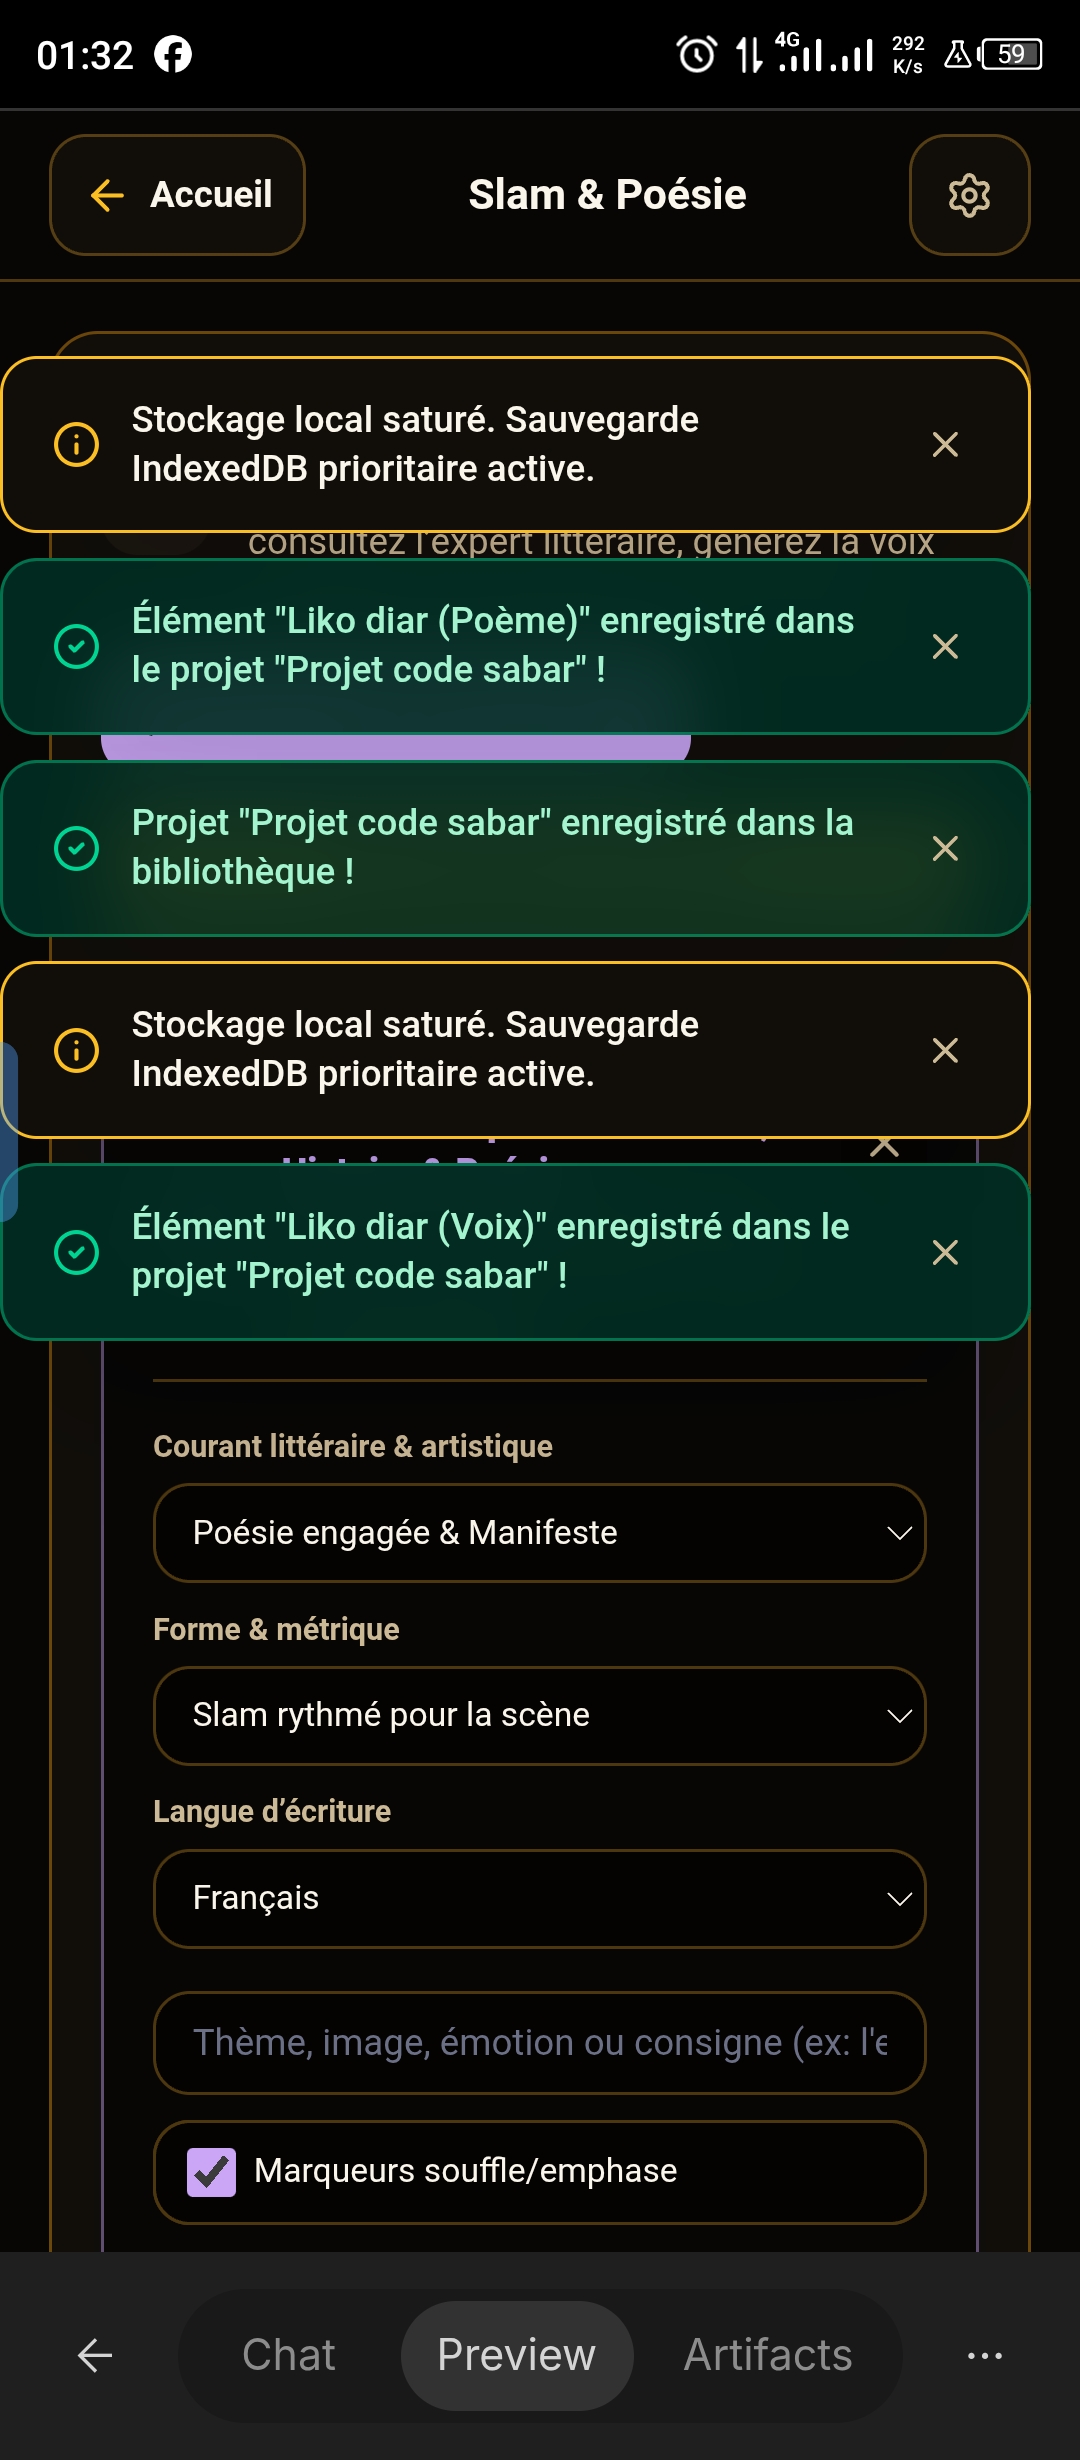 01:32
4G
292
K/s
59
Accueil
Slam & Poésie
Stockage local saturé. Sauvegarde
IndexedDB prioritaire active.
consultez l'expert littéraire, générez la voix
Élément "Liko diar (Poème)" enregistré dans
le projet "Projet code sabar" !
Projet "Projet code sabar" enregistré dans la
bibliothèque !
Stockage local saturé. Sauvegarde
IndexedDB prioritaire active.
Élément "Liko diar (Voix)" enregistré dans le
projet "Projet code sabar" !
Courant littéraire & artistique
Poésie engagée & Manifeste
Forme & métrique
Slam rythmé pour la scène
Langue d’écriture
Français
Thème, image, émotion ou consigne (ex: l'e
Marqueurs souffle/emphase
Chat
Preview
Artifacts